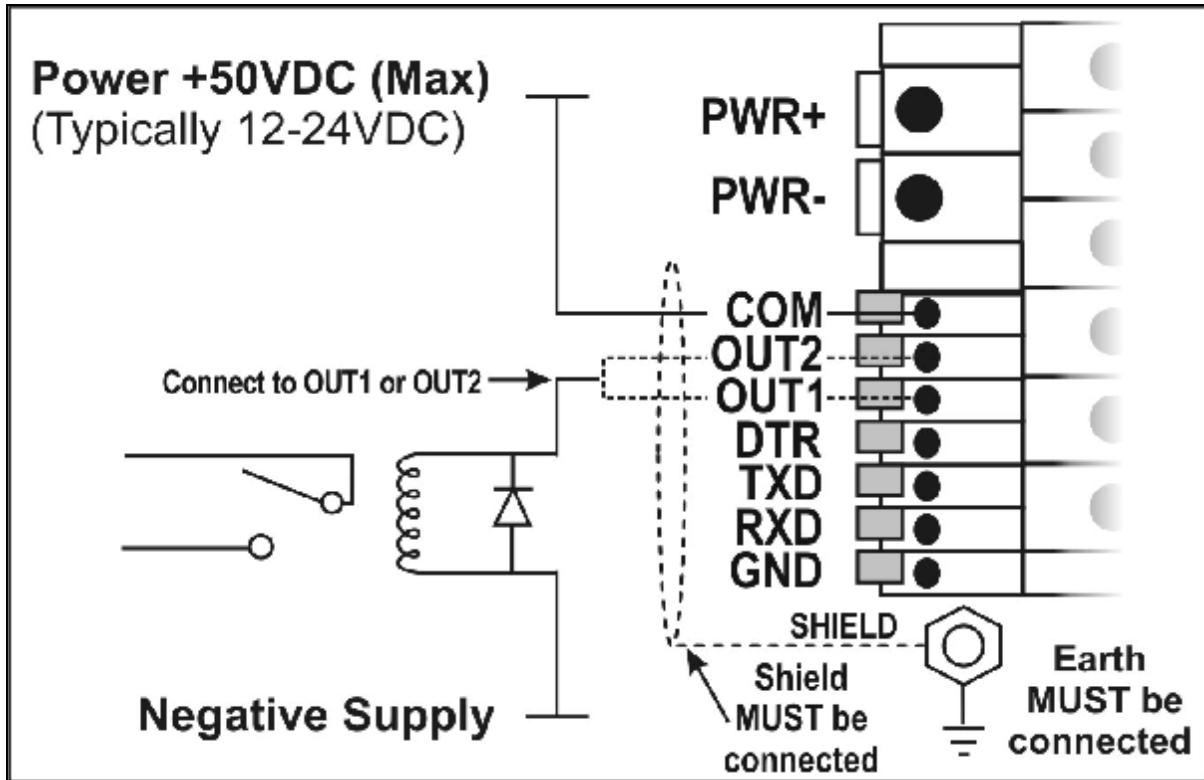 Power +50VDC (Max)
(Typically 12-24VDC)
PWR+
PWR-
COM
OUT2
Connect to OUT1 or OUT2
OUT1
DTR
TXD
RXD
GND
SHIELD
Shield
MUST be
connected
Earth
MUST be
connected
Negative Supply